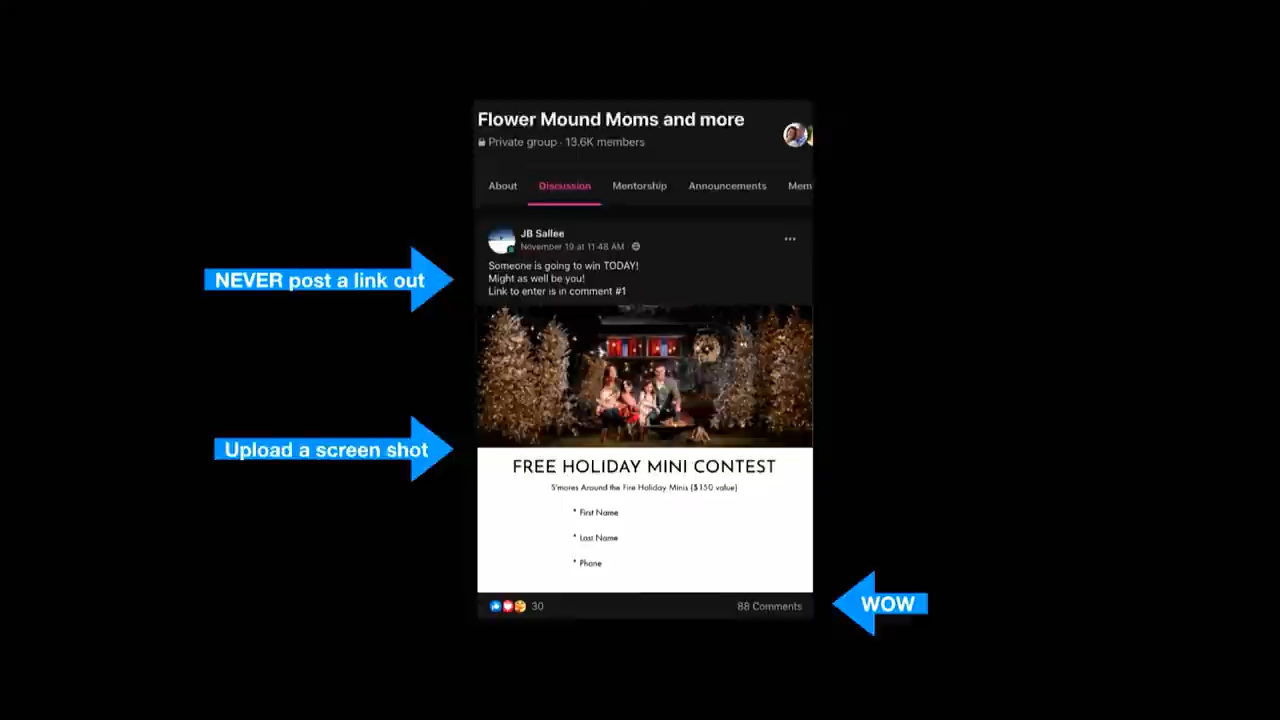 Flower Mound Moms and more
Private group · 13.6K members
About Discussion Mentorship Announcements Mem
JB Sallee
November 19 at 11:48 AM
NEVER post a link out
Someone is going to win TODAY!
Might as well be you!
Link to enter is in comment #1
Upload a screen shot
FREE HOLIDAY MINI CONTEST
S'mores Around the Fire Holiday Minis ($150 value)
* First Name
* Last Name
* Phone
30 88 Comments
WOW